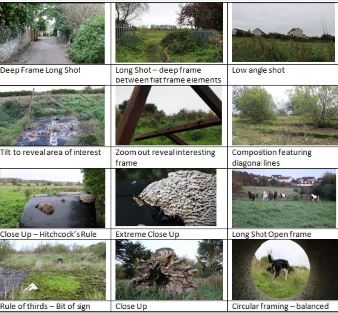 Deep Frame Long Shot
Long Shot – deep frame
between flat frame elements
Low angle shot
Tilt to reveal area of interest
Zoom out reveal interesting
frame
Composition featuring
diagonal lines
Close Up – Hitchcock's Rule
Extreme Close Up
Long Shot Open frame
Rule of thirds – Bit of sign
Close Up
Circular framing – balanced